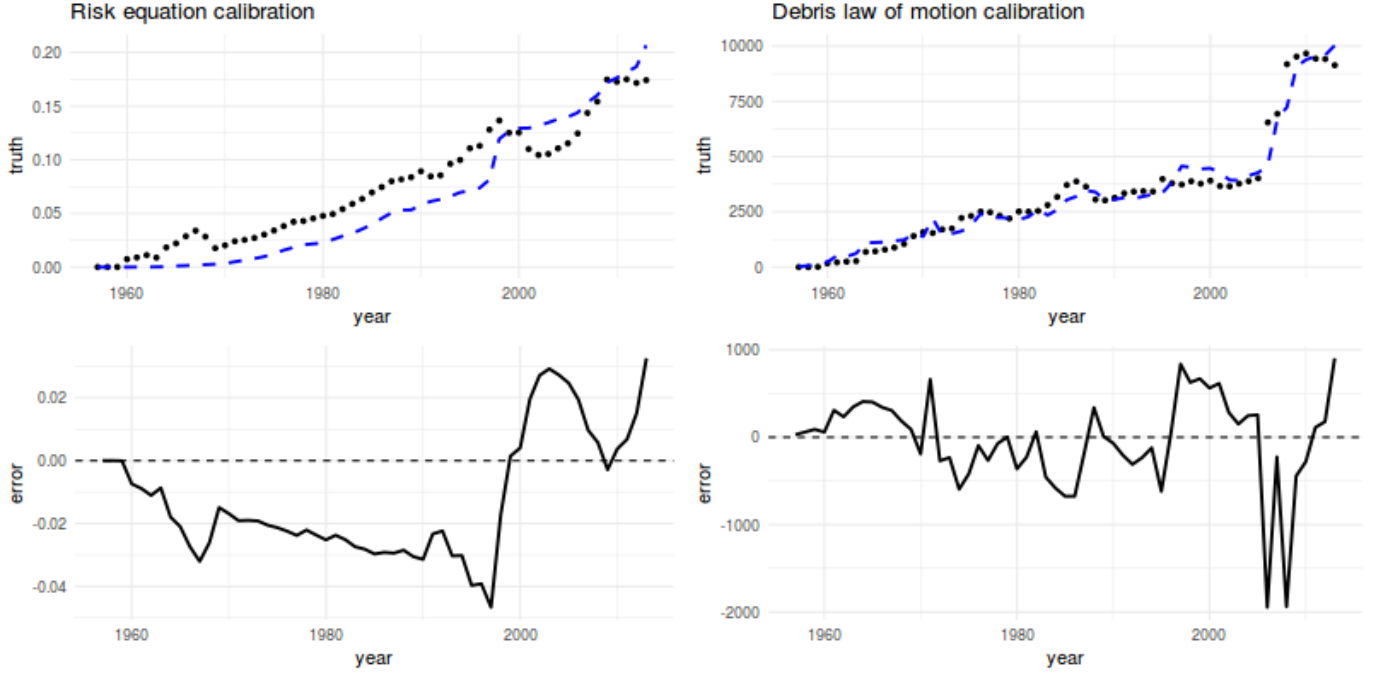 Risk equation calibration
0.20
0.15
0.10
0.05
0.00
truth
1960 1980 2000
year
Debris law of motion calibration
10000
7500
5000
2500
0
truth
1960 1980 2000
year
0.02
0.00
-0.02
-0.04
error
1960 1980 2000
year
1000
0
-1000
-2000
error
1960 1980 2000
year